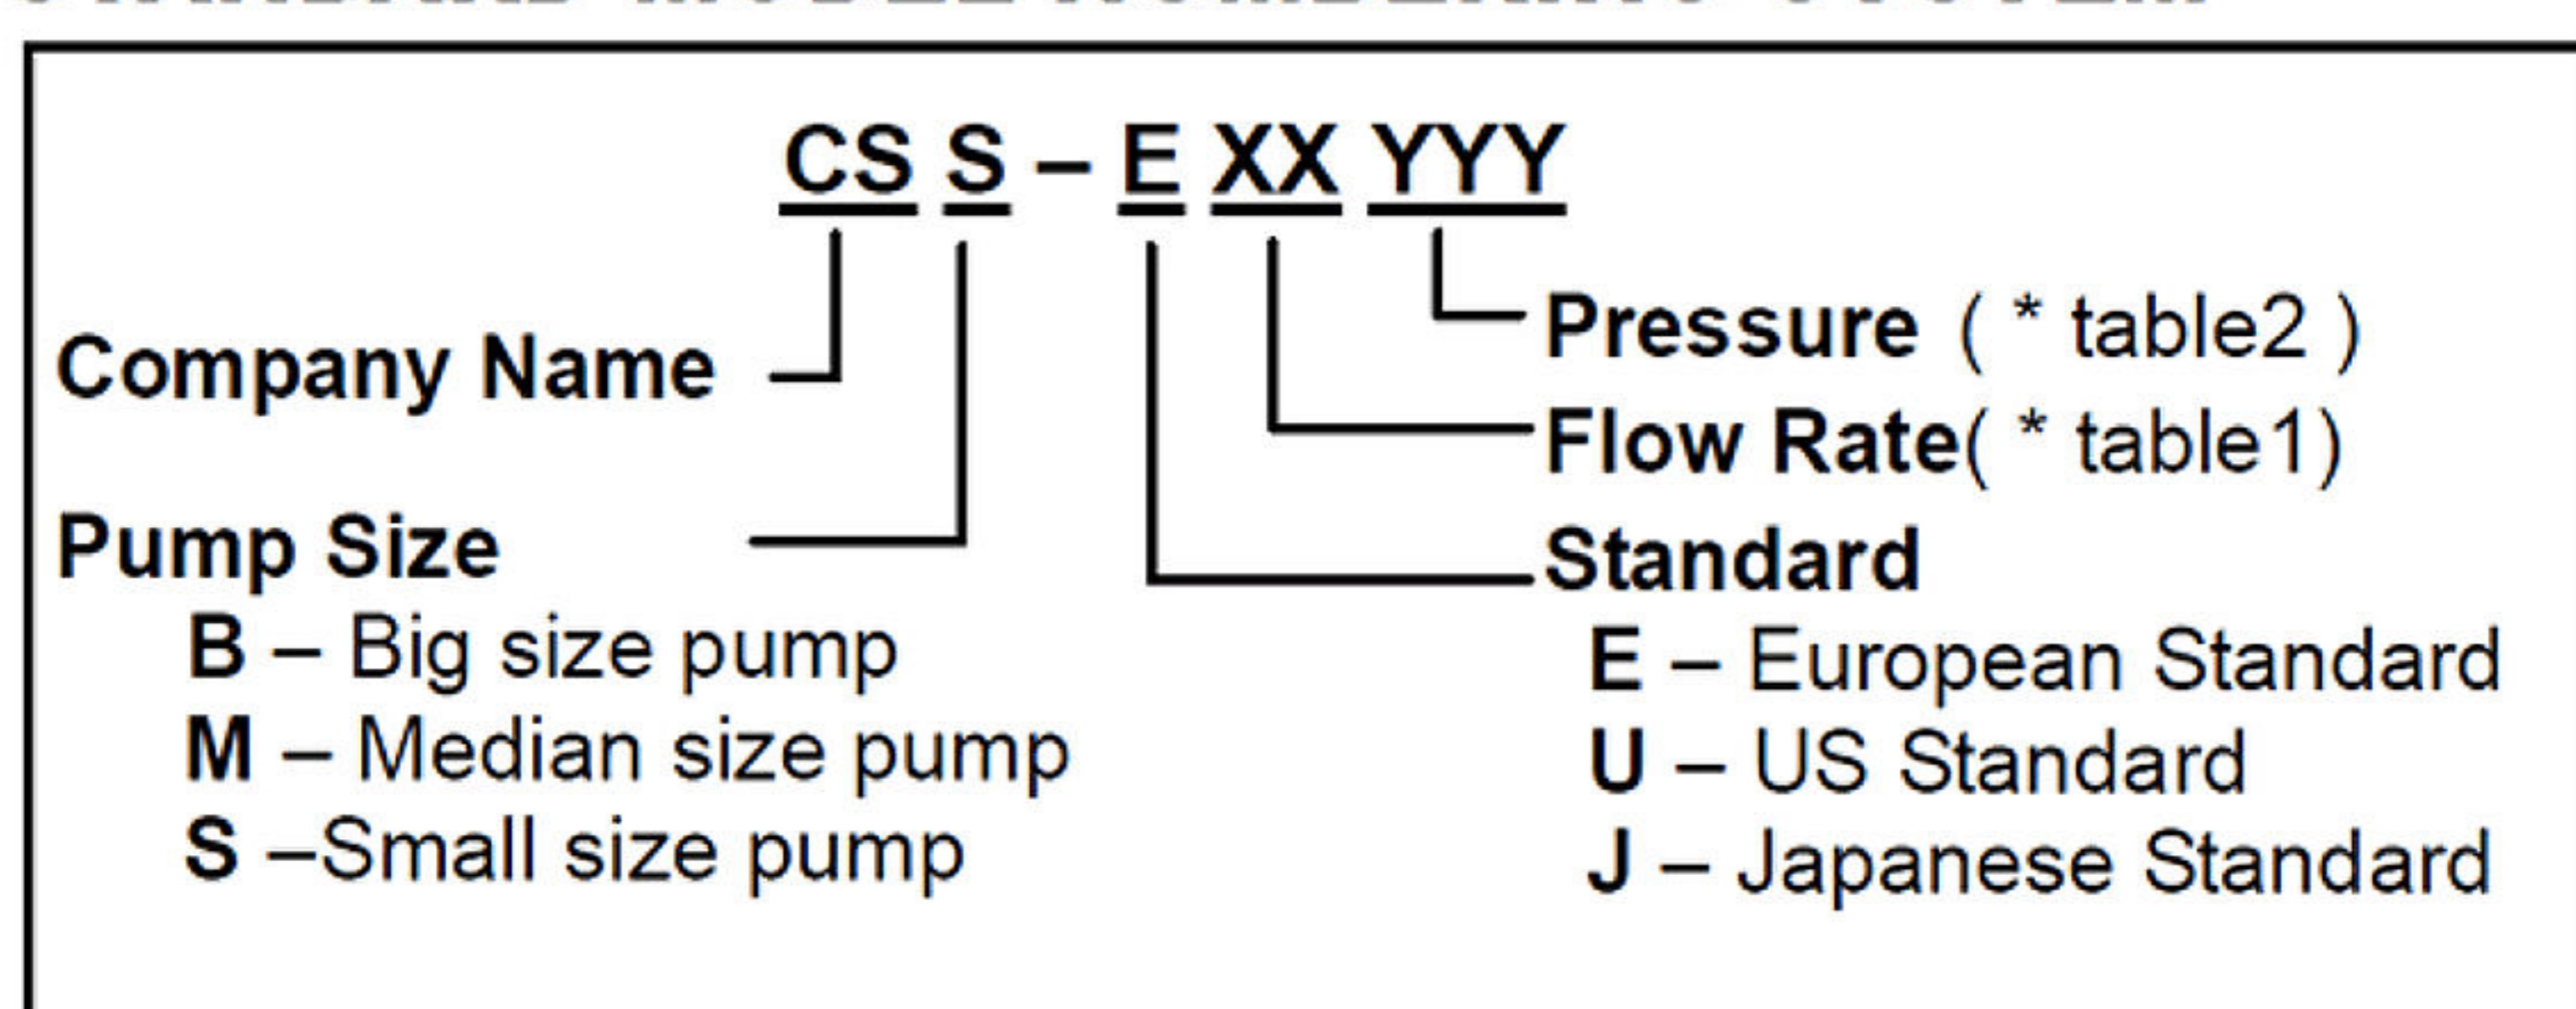 CS S – E XX YYY
Pressure ( * table2 )
Company Name
Flow Rate( * table1)
Pump Size
Standard
B – Big size pump
E – European Standard
M – Median size pump
U – US Standard
S –Small size pump
J – Japanese Standard